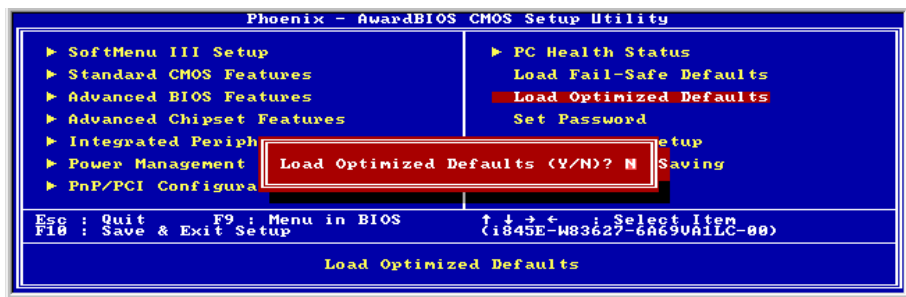 Phoenix - AwardBIOS CMOS Setup Utility
► SoftMenu III Setup
► Standard CMOS Features
► Advanced BIOS Features
► Advanced Chipset Features
► Integrated Periph
► Power Management
► PnP/PCI Configura
► PC Health Status
Load Fail-Safe Defaults
Load Optimized Defaults
Set Password
etup
Saving
Load Optimized Defaults (Y/N)? N
Esc : Quit F9 : Menu in BIOS ↑ ↓ → ← : Select Item
F10 : Save & Exit Setup (i845E-W83627-6A69VA1LC-00)
Load Optimized Defaults